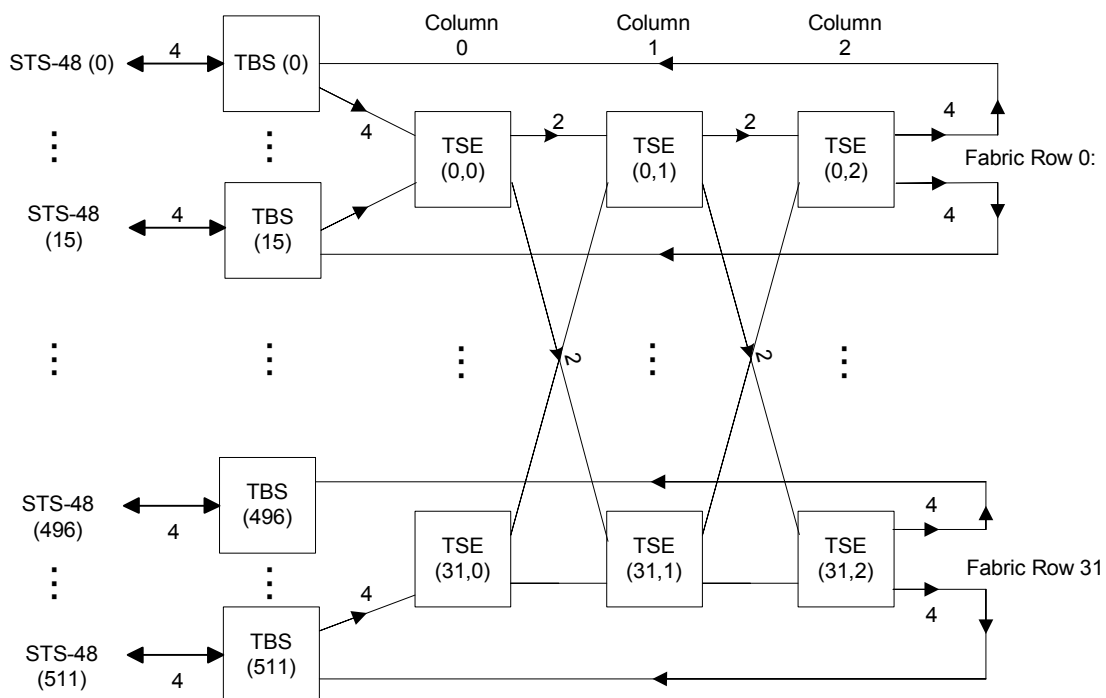 Column
0
Column
1
Column
2
STS-48 (0)
4
TBS (0)
4
TSE
(0,0)
2
TSE
(0,1)
2
TSE
(0,2)
4
4
Fabric Row 0:
STS-48
(15)
4
TBS
(15)
2
2
STS-48
(496)
4
TBS
(496)
TSE
(31,0)
TSE
(31,1)
TSE
(31,2)
4
4
Fabric Row 31
STS-48
(511)
4
TBS
(511)
4